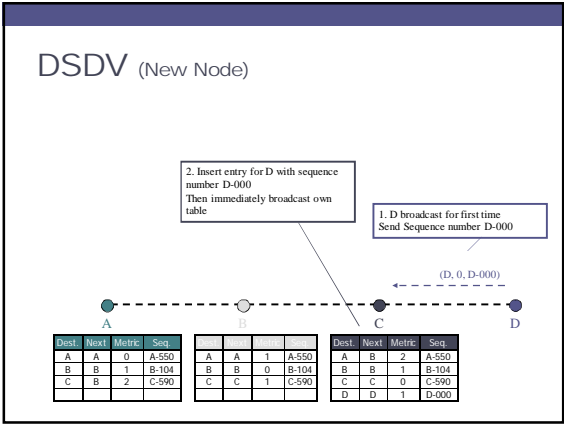 DSDV (New Node)
2. Insert entry for D with sequence
number D-000
Then immediately broadcast own
table
1. D broadcast for first time
Send Sequence number D-000
(D, 0, D-000)
A B C D
Dest. Next Metric Seq.
A A 0 A-550
B B 1 B-104
C B 2 C-590
Dest. Next Metric Seq.
A A 1 A-550
B B 0 B-104
C C 1 C-590
Dest. Next Metric Seq.
A B 2 A-550
B B 1 B-104
C C 0 C-590
D D 1 D-000